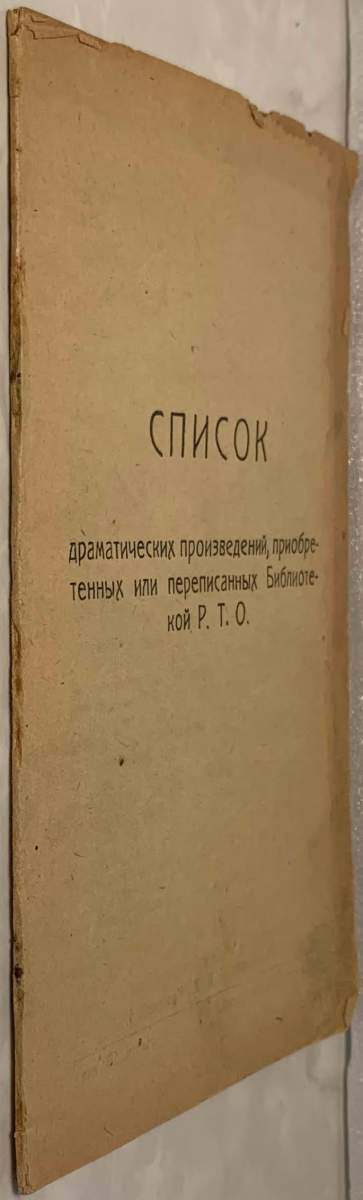 СПИСОК
драматических произведений, приобре-
тенных или переписанных Библиоте-
кой Р. Т. О.